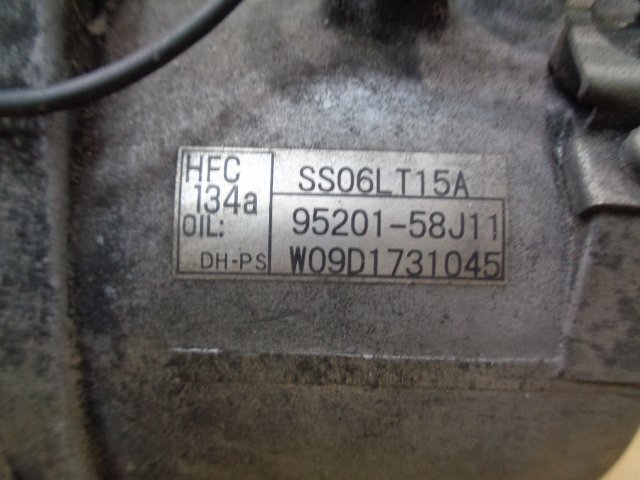 HFC
134a
OIL:
DH-PS
SS06LT15A
95201-58J11
W09D1731045